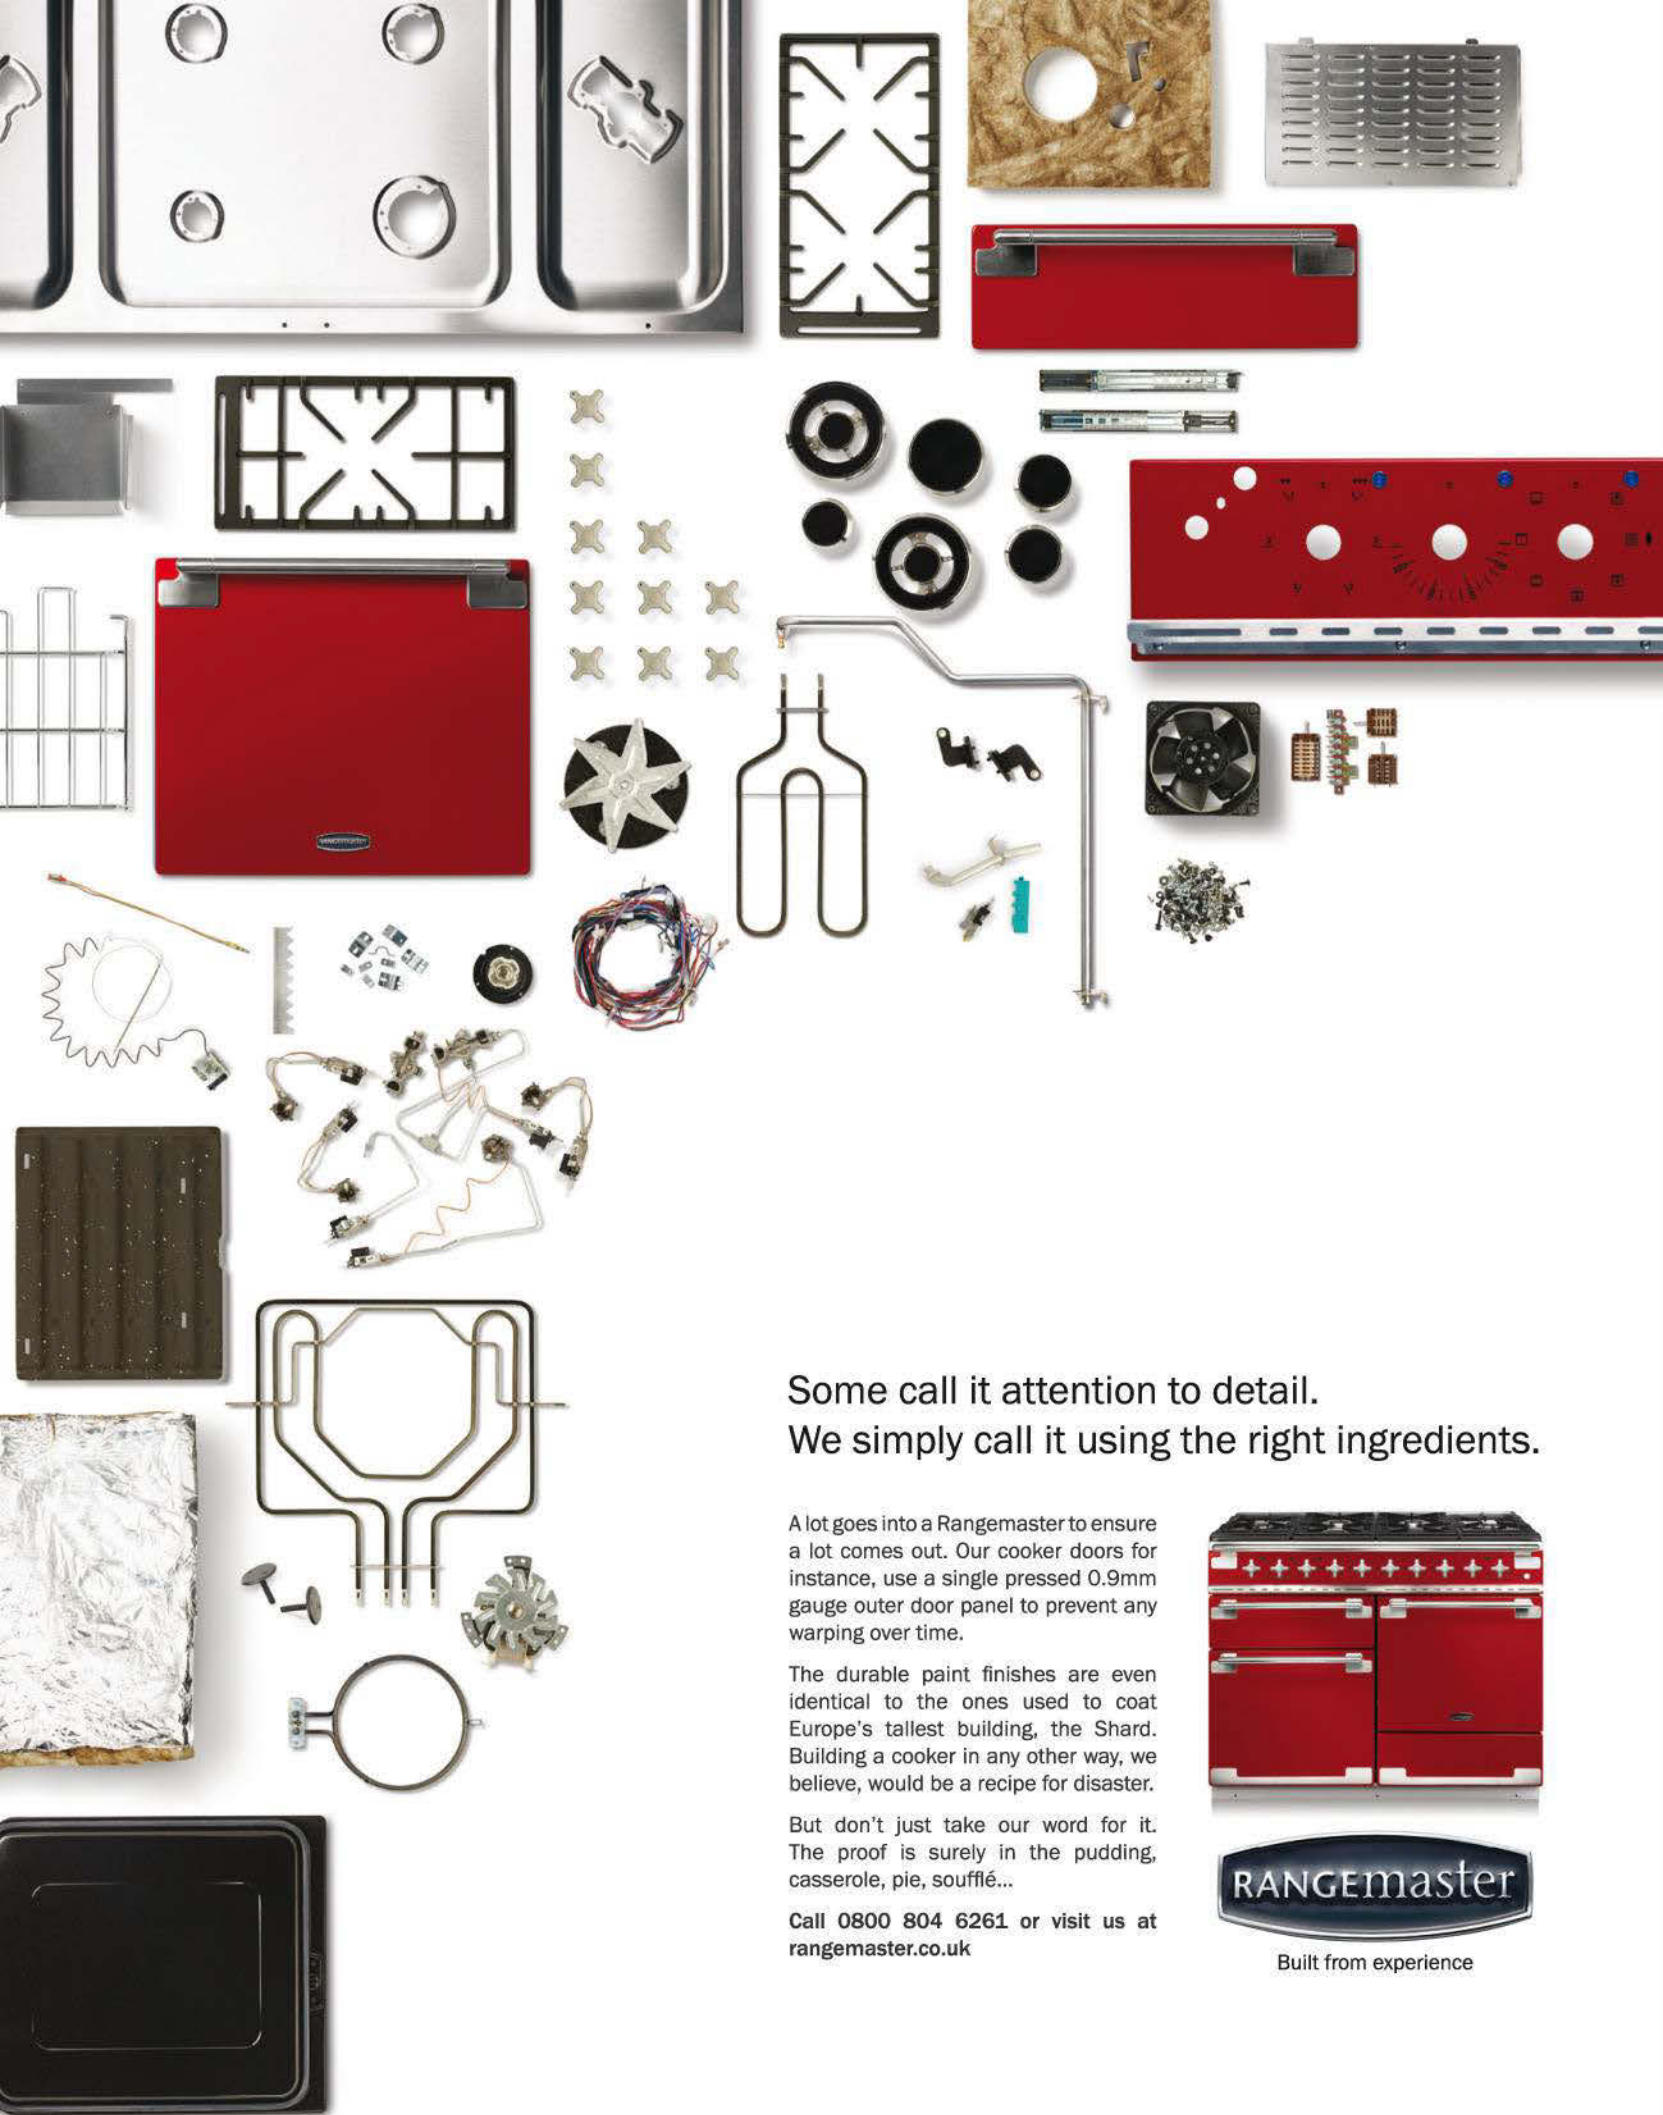 RANGEmaster
Some call it attention to detail.
We simply call it using the right ingredients.
A lot goes into a Rangemaster to ensure
a lot comes out. Our cooker doors for
instance, use a single pressed 0.9mm
gauge outer door panel to prevent any
warping over time.
The durable paint finishes are even
identical to the ones used to coat
Europe's tallest building, the Shard.
Building a cooker in any other way, we
believe, would be a recipe for disaster.
But don't just take our word for it.
The proof is surely in the pudding,
casserole, pie, soufflé...
Call 0800 804 6261 or visit us at
rangemaster.co.uk
RANGEmaster
Built from experience